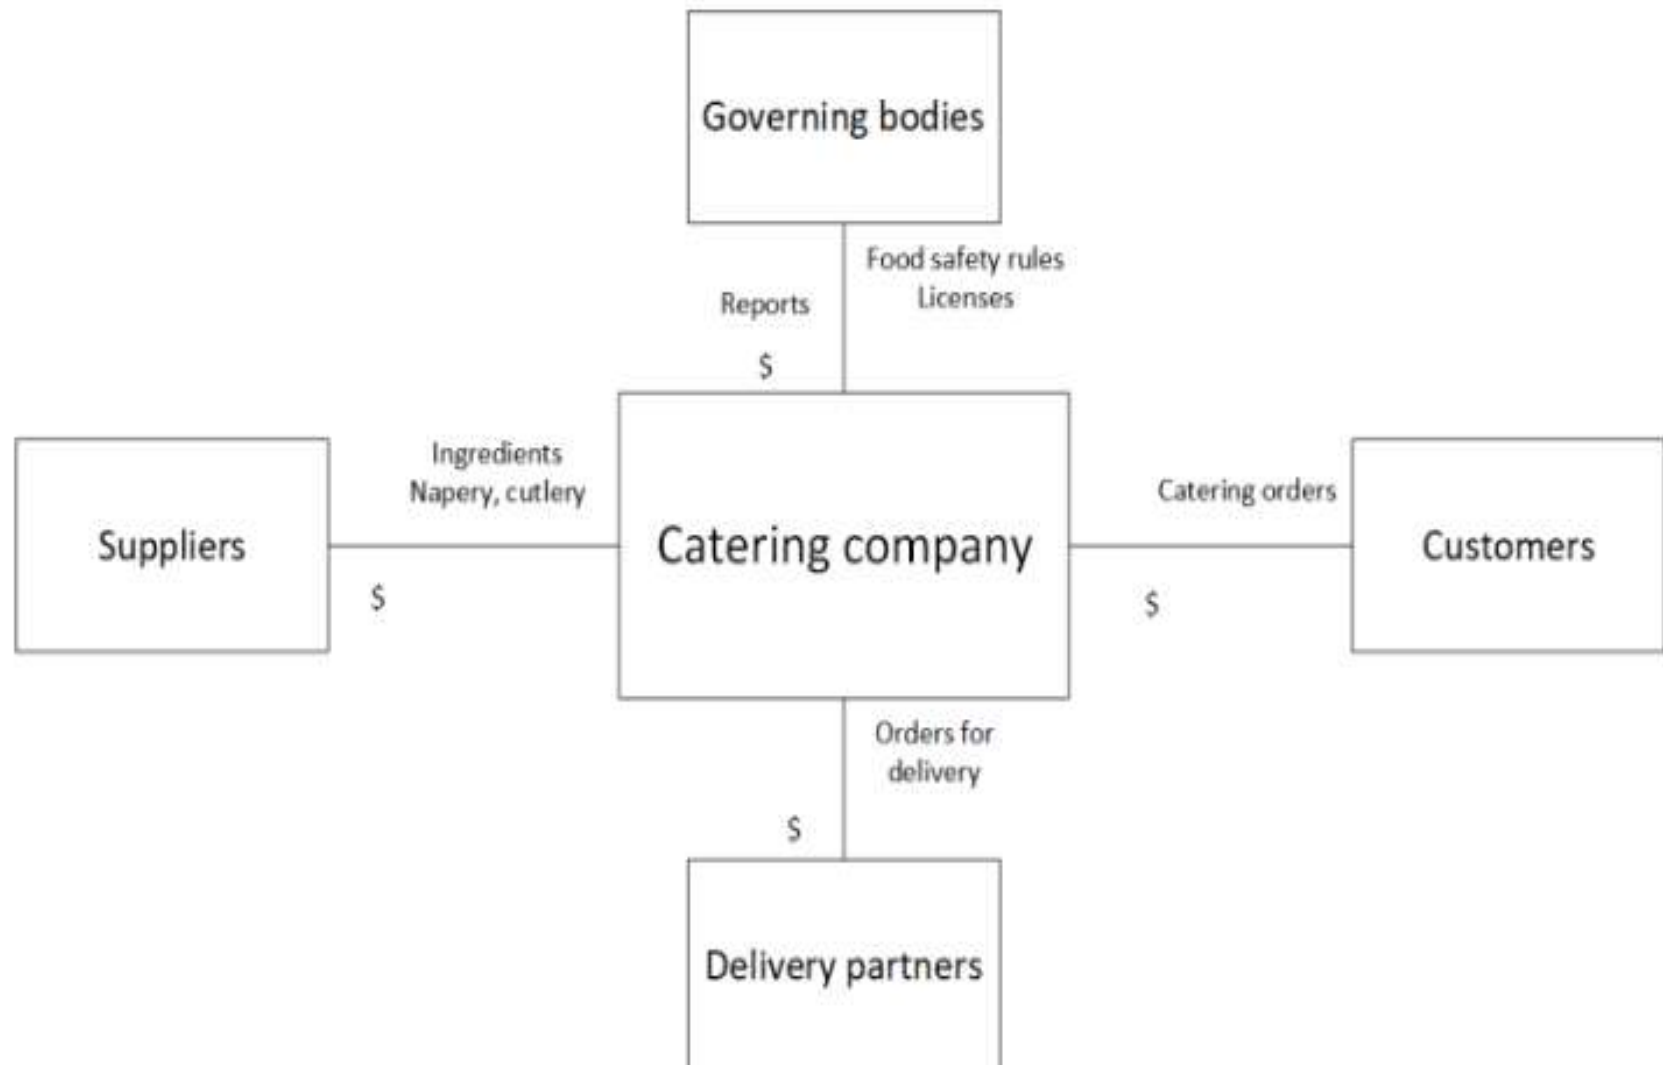 Governing bodies
Food safety rules
Licenses
Reports
$
Ingredients
Napery, cutlery
Suppliers
$
Catering company
Catering orders
Customers
$
Orders for
delivery
$
Delivery partners